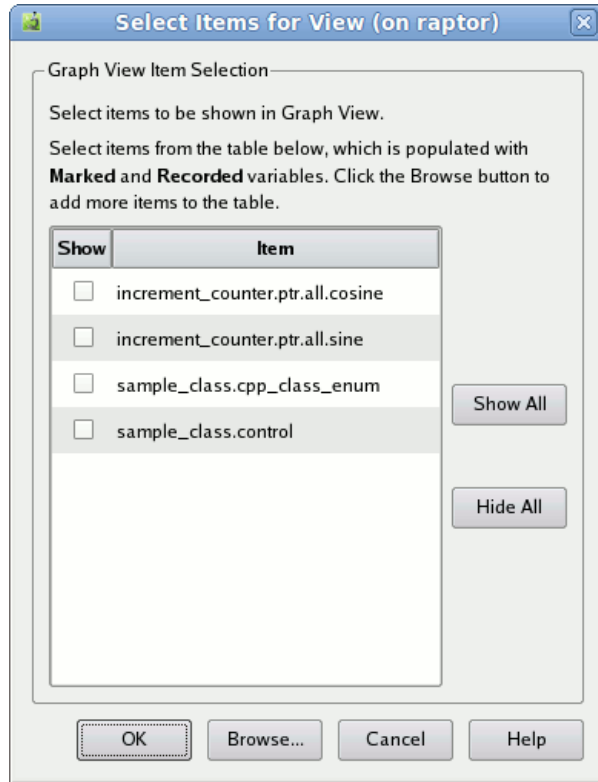 Select Items for View (on raptor)
Graph View Item Selection
Select items to be shown in Graph View.
Select items from the table below, which is populated with
Marked and Recorded variables. Click the Browse button to
add more items to the table.
Show Item
increment_counter.ptr.all.cosine
increment_counter.ptr.all.sine
sample_class.cpp_class_enum
sample_class.control
Show All
Hide All
OK Browse... Cancel Help